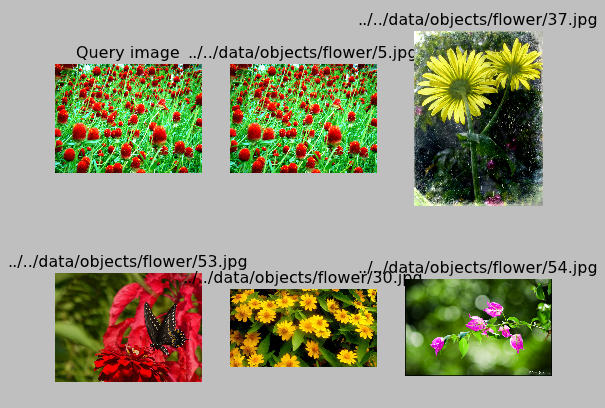 ../../data/objects/flower/37.jpg
Query image
../../data/objects/flower/5.jpg
../../data/objects/flower/53.jpg
../../data/objects/flower/30.jpg
../../data/objects/flower/54.jpg